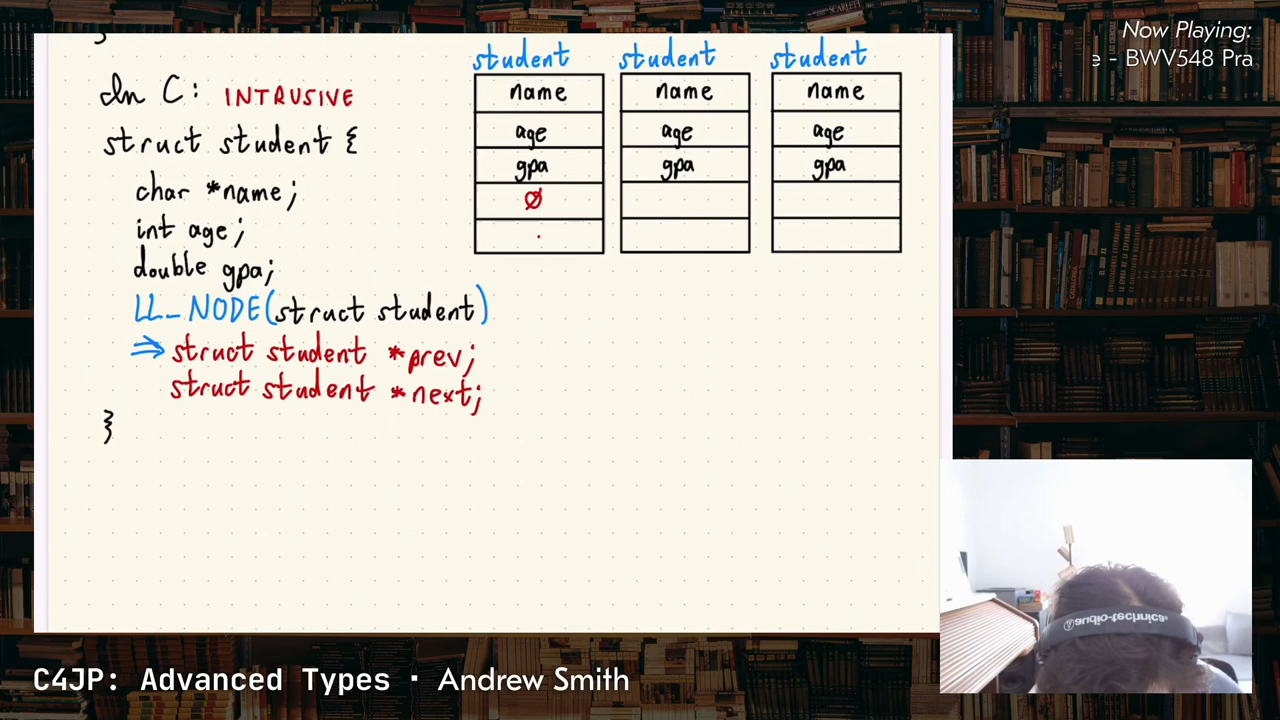 Now Playing:
e - BWV548 Pra
}
In C: INTRUSIVE
struct student {
char *name;
int age;
double gpa;
LL_NODE(struct student)
⇒ struct student *prev;
struct student *next;
}
student student student
name name name
age age age
gpa gpa gpa
Ø
audio-technica
C4JP: Advanced Types ▪ Andrew Smith